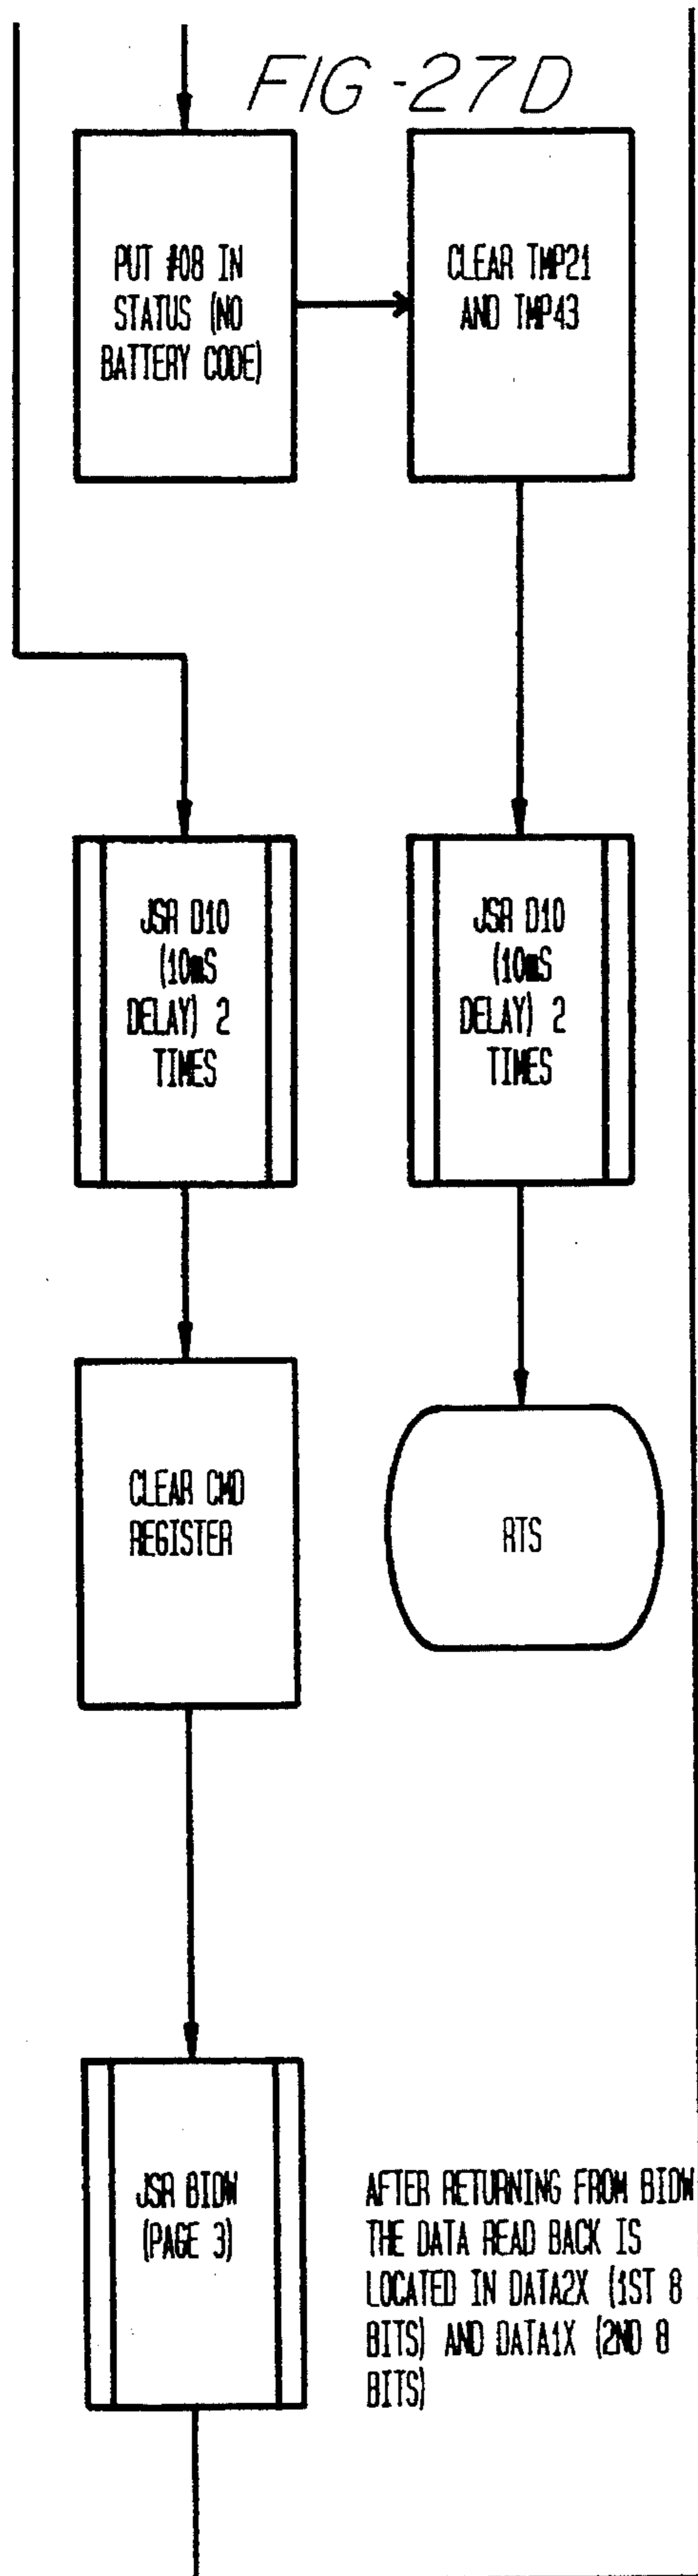 FIG-27D
PUT #08 IN
STATUS (NO
BATTERY CODE)
CLEAR TMP21
AND TMP43
JSR D10
(10mS
DELAY) 2
TIMES
JSR D10
(10mS
DELAY) 2
TIMES
CLEAR CMD
REGISTER
RTS
JSR BIDW
(PAGE 3)
AFTER RETURNING FROM BIDW
THE DATA READ BACK IS
LOCATED IN DATA2X (1ST 8
BITS) AND DATA1X (2ND 8
BITS)